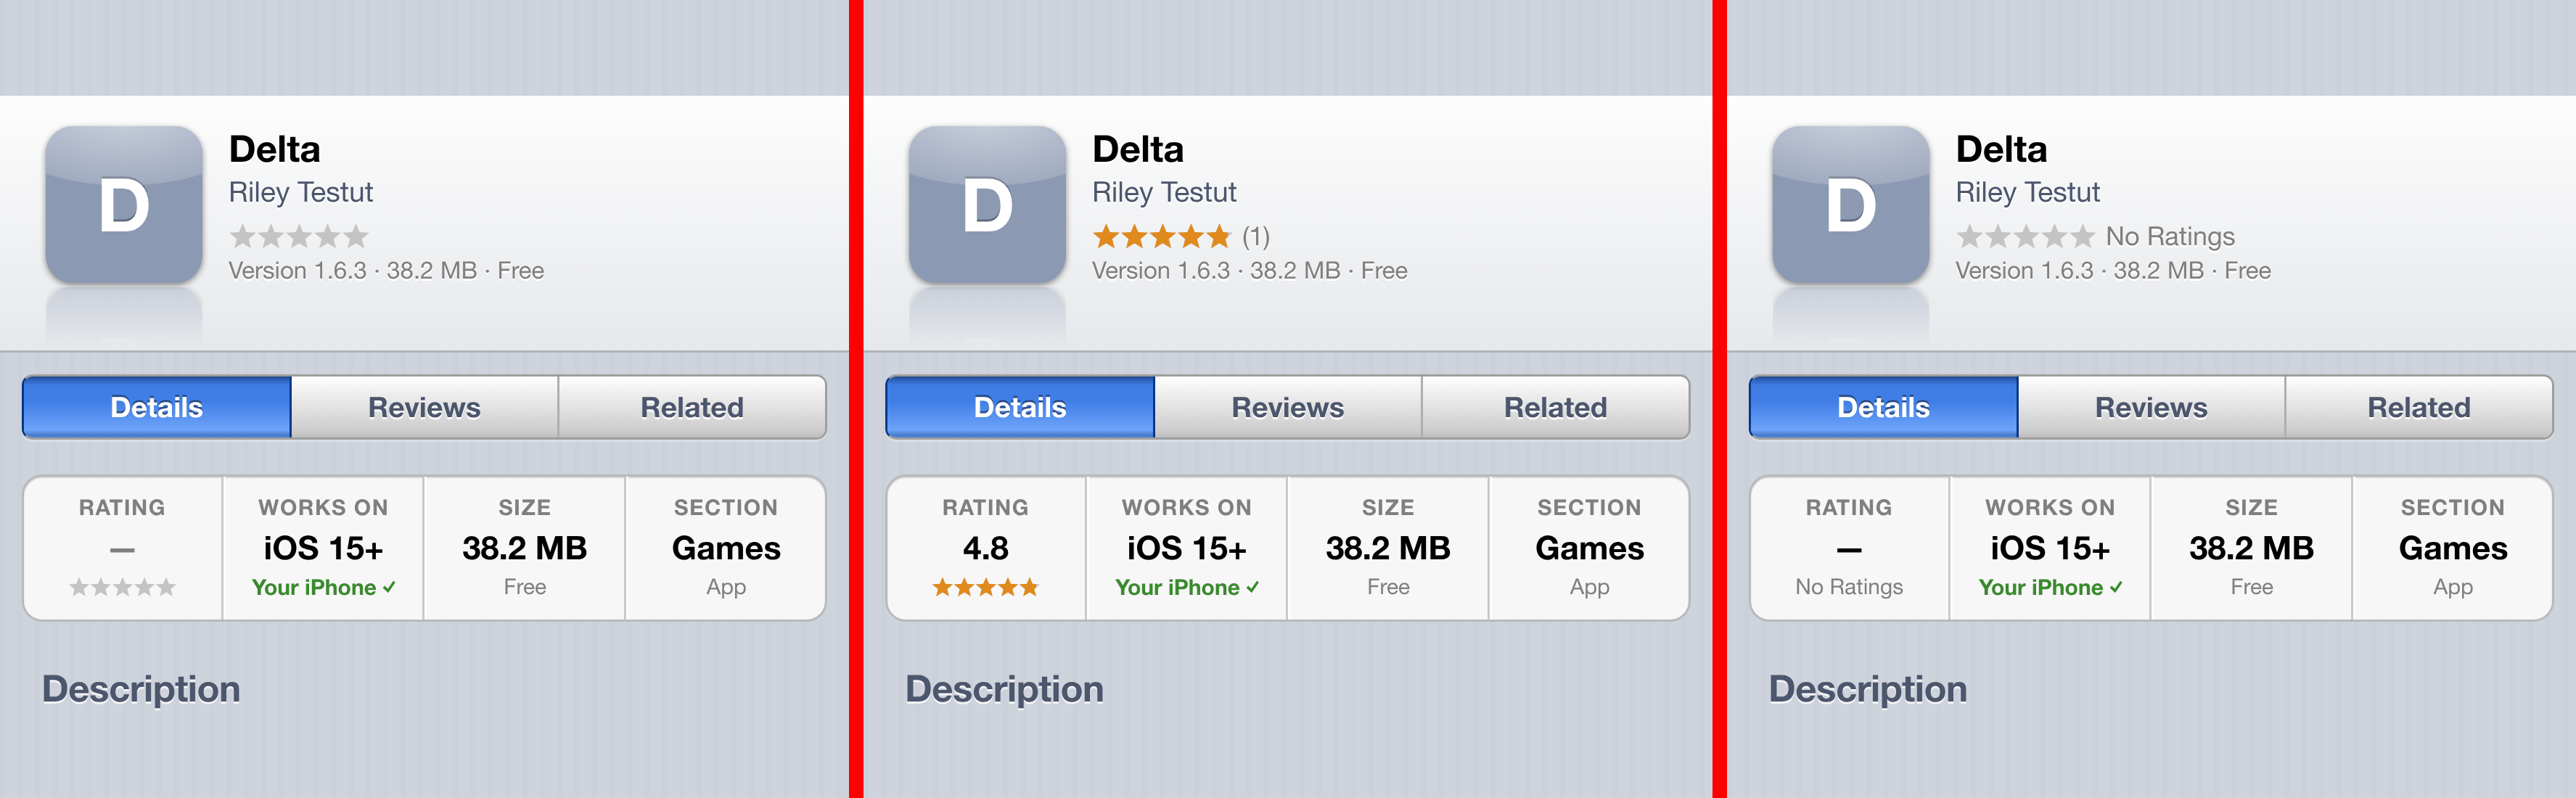 D
Delta
Riley Testut
Version 1.6.3 · 38.2 MB · Free
Details Reviews Related
RATING WORKS ON SIZE SECTION
— iOS 15+ 38.2 MB Games
Your iPhone ✓ Free App
Description
D
Delta
Riley Testut
(1)
Version 1.6.3 · 38.2 MB · Free
Details Reviews Related
RATING WORKS ON SIZE SECTION
4.8 iOS 15+ 38.2 MB Games
Your iPhone ✓ Free App
Description
D
Delta
Riley Testut
No Ratings
Version 1.6.3 · 38.2 MB · Free
Details Reviews Related
RATING WORKS ON SIZE SECTION
— iOS 15+ 38.2 MB Games
No Ratings Your iPhone ✓ Free App
Description